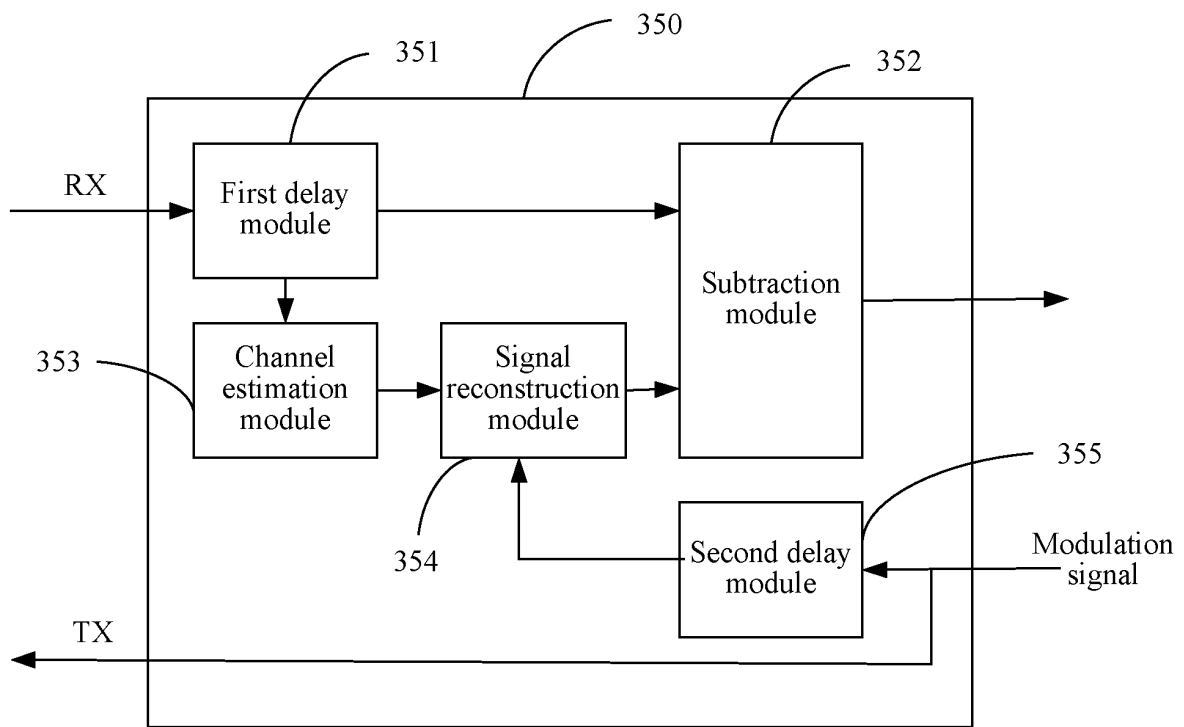 350
351
352
RX
First delay
module
Subtraction
module
353
Channel
estimation
module
Signal
reconstruction
module
355
354
Second delay
module
Modulation
signal
TX